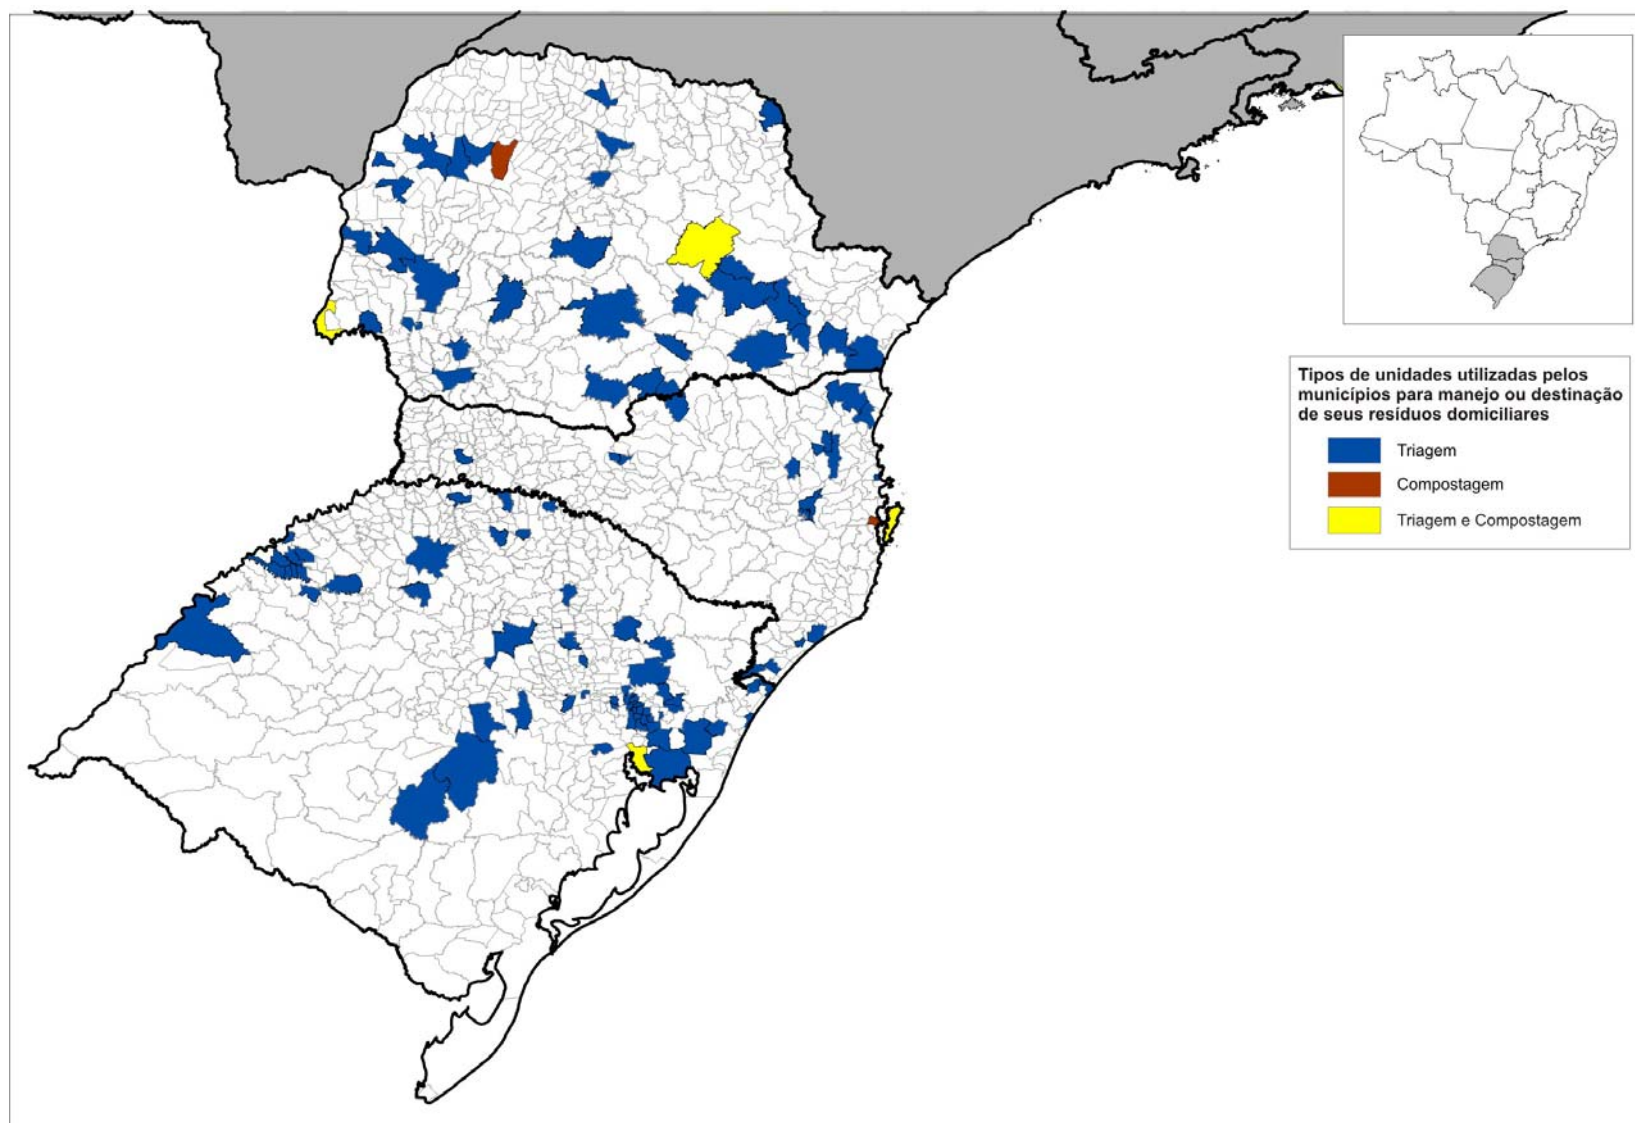 Tipos de unidades utilizadas pelos
municípios para manejo ou destinação
de seus resíduos domiciliares
Triagem
Compostagem
Triagem e Compostagem